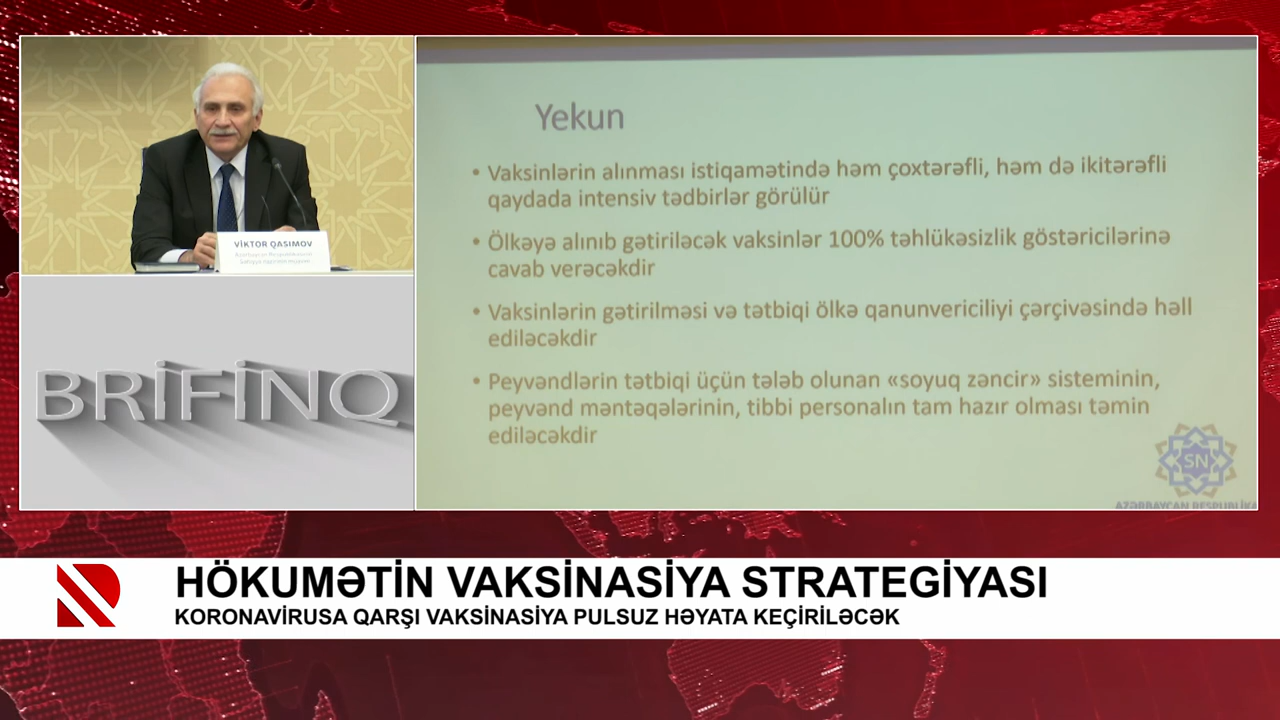 VİKTOR QASIMOV
Azərbaycan Respublikasının
Yekun
• Vaksinlərin alınması istiqamətində həm çoxtərəfli, həm də ikitərəfli
qaydada intensiv tədbirlər görülür
• Ölkəyə alınıb gətiriləcək vaksinlər 100% təhlükəsizlik göstəricilərinə
cavab verəcəkdir
• Vaksinlərin gətirilməsi və tətbiqi ölkə qanunvericiliyi çərçivəsində həll
ediləcəkdir
• Peyvəndlərin tətbiqi üçün tələb olunan «soyuq zəncir» sisteminin,
peyvənd məntəqələrinin, tibbi personalın tam hazır olması təmin
ediləcəkdir
SN
AZƏRBAYCAN RESPUBLİKA
BRİFİNQ
HÖKUMƏTİN VAKSİNASİYA STRATEGİYASI
KORONAVİRUSA QARŞI VAKSİNASİYA PULSUZ HƏYATA KEÇİRİLƏCƏK